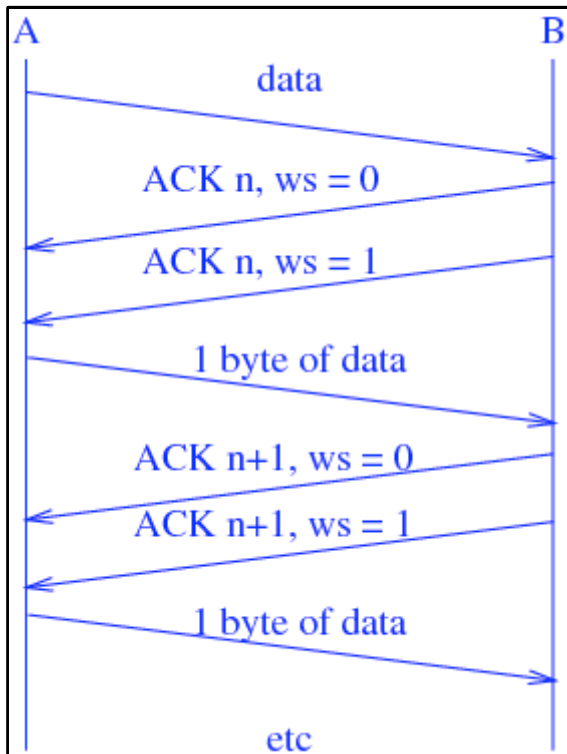 A B
data
ACK n, ws = 0
ACK n, ws = 1
1 byte of data
ACK n+1, ws = 0
ACK n+1, ws = 1
1 byte of data
etc